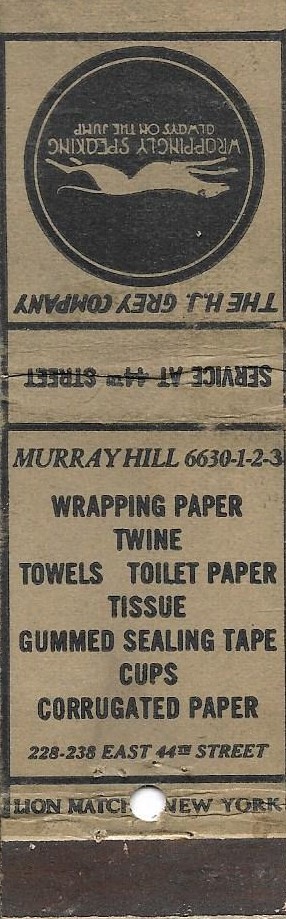 WRAPPINGLY SPEAKING
ALWAYS ON THE JUMP
THE H.J. GREY COMPANY
SERVICE AT 44TH STREET
MURRAY HILL 6630-1-2-3
WRAPPING PAPER
TWINE
TOWELS TOILET PAPER
TISSUE
GUMMED SEALING TAPE
CUPS
CORRUGATED PAPER
228-238 EAST 44TH STREET
LION MATCH NEW YORK